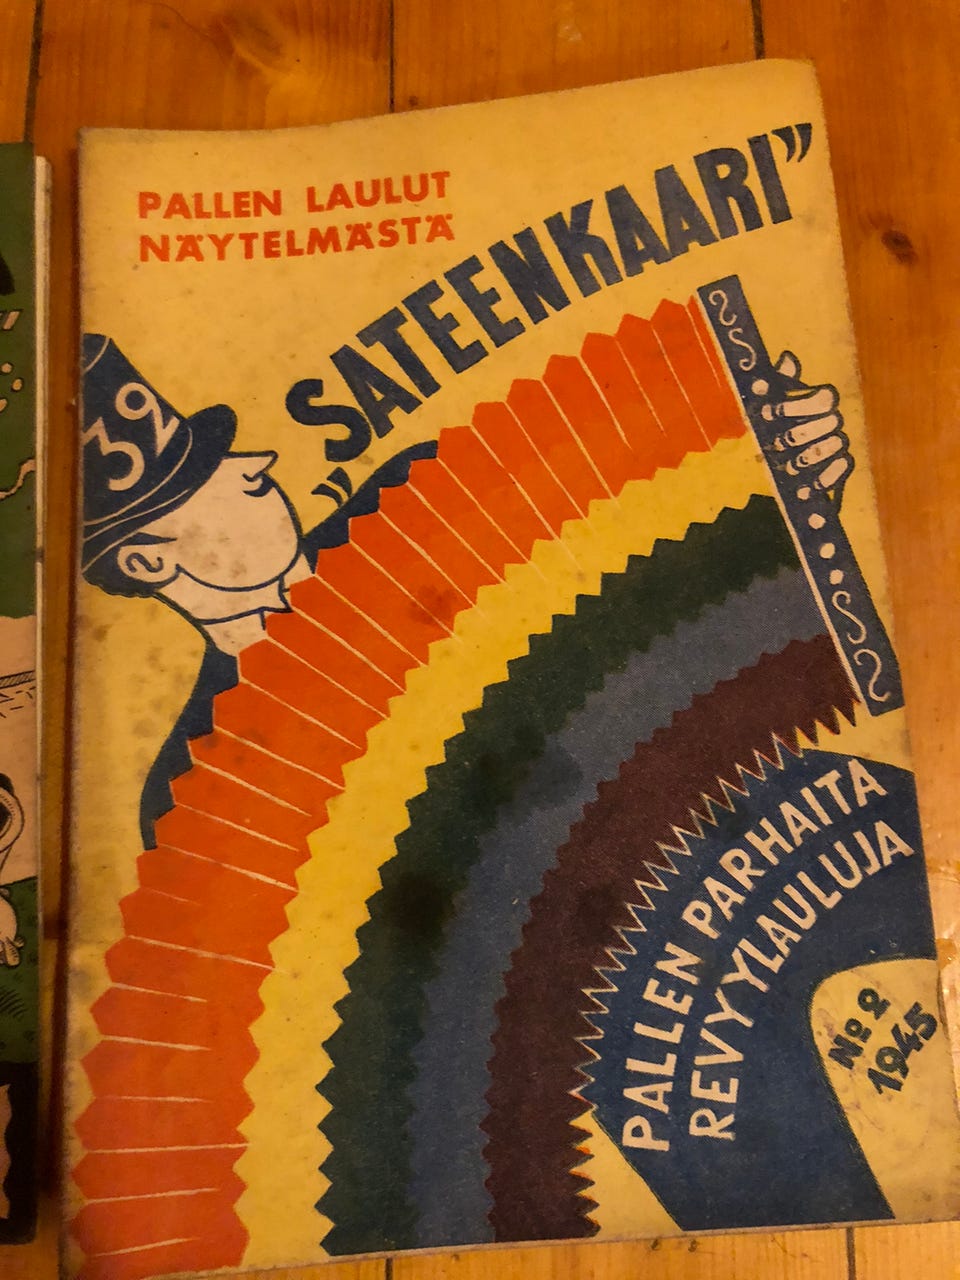 PALLEN LAULUT
NÄYTELMÄSTÄ
„SATEENKAARI”
32
PALLEN PARHAITA
REVYYLAULUJA
No 2
1945